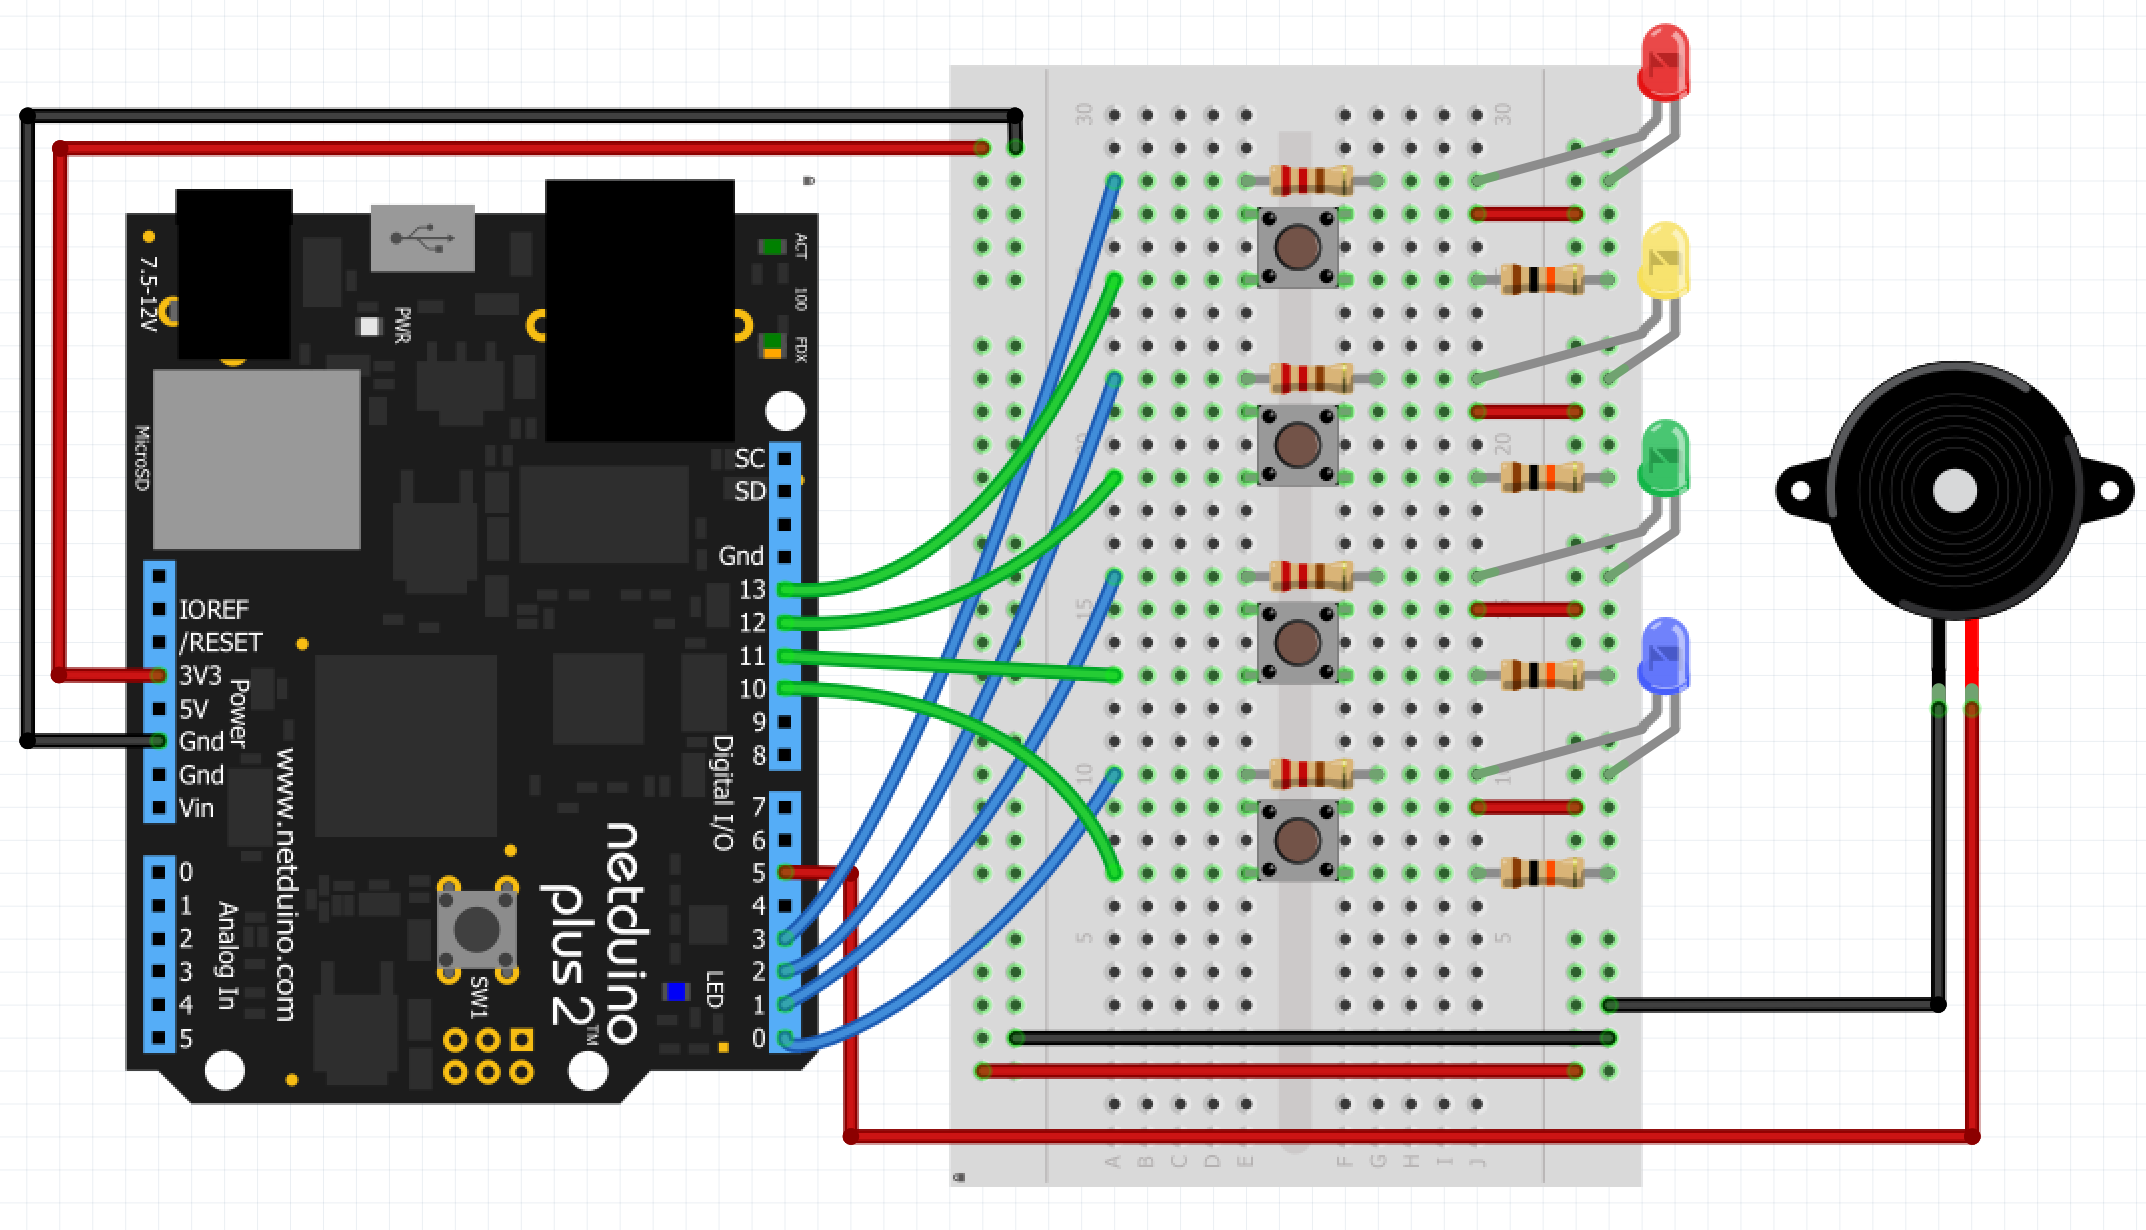 7.5-12V
PWR
ACT
100
FDX
MicroSD
SC
SD
Gnd
13
12
11
10
9
8
7
6
5
4
3
2
1
0
Digital I/O
IOREF
/RESET
3V3
5V
Gnd
Gnd
Vin
Power
0
1
2
3
4
5
Analog In
www.netduino.com
netduino
plus 2™
SW1
LED
30
15
10
5
30
20
5
A B C D E F G H I J